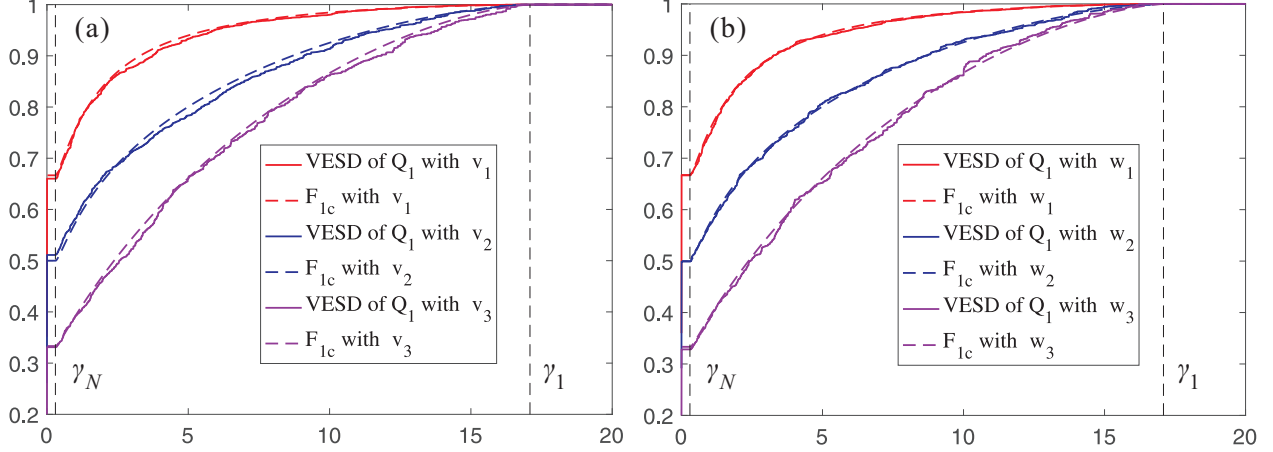 (a)
1
0.9
0.8
0.7
0.6
0.5
0.4
0.3
0.2
VESD of Q1 with v1
F1c with v1
VESD of Q1 with v2
F1c with v2
VESD of Q1 with v3
F1c with v3
γN
γ1
0 5 10 15 20
(b)
1
0.9
0.8
0.7
0.6
0.5
0.4
0.3
0.2
VESD of Q1 with w1
F1c with w1
VESD of Q1 with w2
F1c with w2
VESD of Q1 with w3
F1c with w3
γN
γ1
0 5 10 15 20